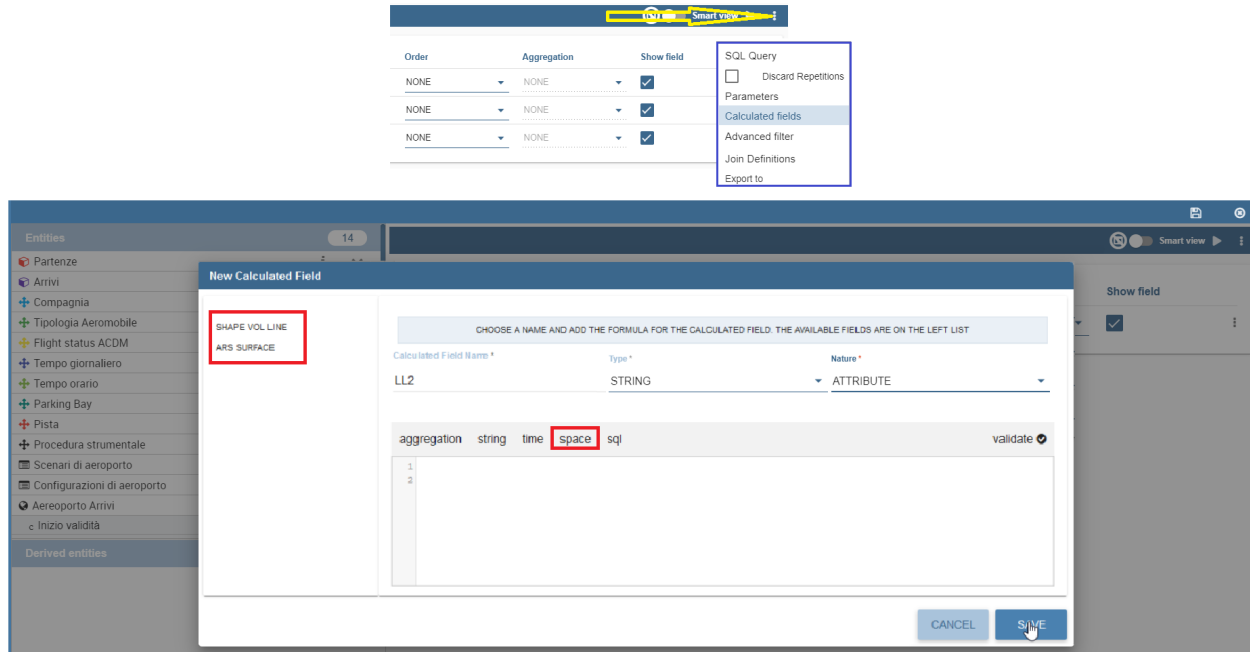 Smart view
Order Aggregation Show field
NONE NONE
NONE NONE
NONE NONE
SQL Query
Discard Repetitions
Parameters
Calculated fields
Advanced filter
Join Definitions
Export to
Entities 14
Smart view
Partenze
Arrivi
Compagnia
Tipologia Aeromobile
Flight status ACDM
Tempo giornaliero
Tempo orario
Parking Bay
Pista
Procedura strumentale
Scenari di aeroporto
Configurazioni di aeroporto
Aereoporto Arrivi
c Inizio validità
Derived entities
Show field
New Calculated Field
SHAPE VOL LINE
ARS SURFACE
CHOOSE A NAME AND ADD THE FORMULA FOR THE CALCULATED FIELD. THE AVAILABLE FIELDS ARE ON THE LEFT LIST
Calculated Field Name * Type * Nature *
LL2 STRING ATTRIBUTE
aggregation string time space sql validate
1
2
CANCEL SAVE